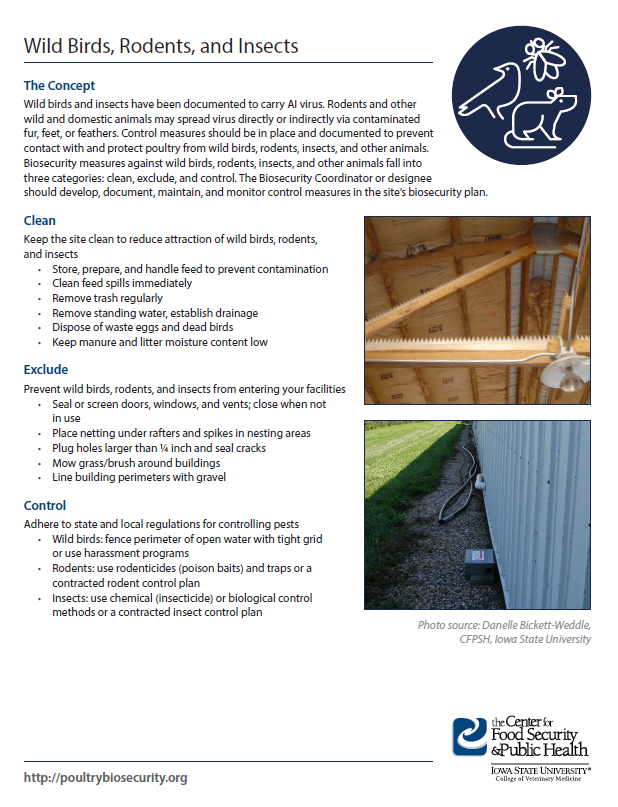 Wild Birds, Rodents, and Insects
The Concept
Wild birds and insects have been documented to carry AI virus. Rodents and other
wild and domestic animals may spread virus directly or indirectly via contaminated
fur, feet, or feathers. Control measures should be in place and documented to prevent
contact with and protect poultry from wild birds, rodents, insects, and other animals.
Biosecurity measures against wild birds, rodents, insects, and other animals fall into
three categories: clean, exclude, and control. The Biosecurity Coordinator or designee
should develop, document, maintain, and monitor control measures in the site's biosecurity plan.
Clean
Keep the site clean to reduce attraction of wild birds, rodents,
and insects
• Store, prepare, and handle feed to prevent contamination
• Clean feed spills immediately
• Remove trash regularly
• Remove standing water, establish drainage
• Dispose of waste eggs and dead birds
• Keep manure and litter moisture content low
Exclude
Prevent wild birds, rodents, and insects from entering your facilities
• Seal or screen doors, windows, and vents; close when not
in use
• Place netting under rafters and spikes in nesting areas
• Plug holes larger than ¼ inch and seal cracks
• Mow grass/brush around buildings
• Line building perimeters with gravel
Control
Adhere to state and local regulations for controlling pests
• Wild birds: fence perimeter of open water with tight grid
or use harassment programs
• Rodents: use rodenticides (poison baits) and traps or a
contracted rodent control plan
• Insects: use chemical (insecticide) or biological control
methods or a contracted insect control plan
Photo source: Danelle Bickett-Weddle,
CFPSH, Iowa State University
the Center for
Food Security
&Public Health
IOWA STATE UNIVERSITY®
College of Veterinary Medicine
http://poultrybiosecurity.org